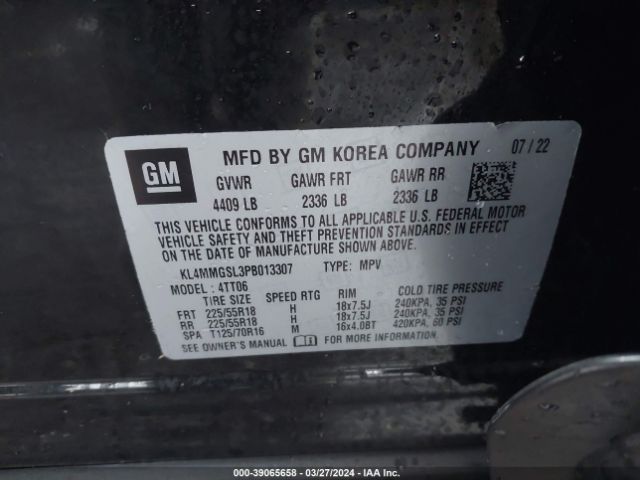 GM
MFD BY GM KOREA COMPANY 07 / 22
GVWR GAWR FRT GAWR RR
4409 LB 2336 LB 2336 LB
THIS VEHICLE CONFORMS TO ALL APPLICABLE U.S. FEDERAL MOTOR
VEHICLE SAFETY AND THEFT PREVENTION STANDARDS IN EFFECT
ON THE DATE OF MANUFACTURE SHOWN ABOVE.
KL4MMGSL3PB013307 TYPE: MPV
MODEL : 4TT06
TIRE SIZE SPEED RTG RIM COLD TIRE PRESSURE
FRT 225/55R18 H 18x7.5J 240KPA, 35 PSI
RR 225/55R18 H 18x7.5J 240KPA, 35 PSI
SPA T125/70R16 M 16x4.0BT 420KPA, 60 PSI
SEE OWNER'S MANUAL FOR MORE INFORMATION.
000-39065658 - 03/27/2024 - IAA Inc.